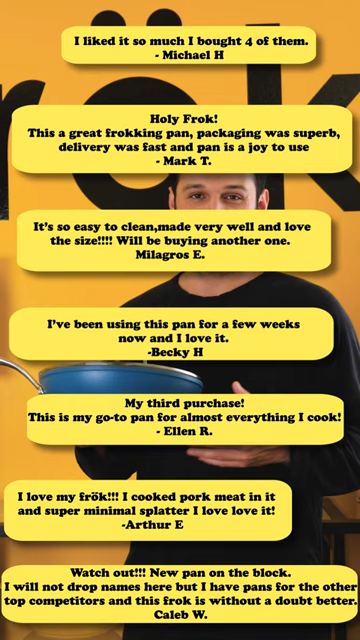 rök
I liked it so much I bought 4 of them.
- Michael H
Holy Frok!
This a great frokking pan, packaging was superb,
delivery was fast and pan is a joy to use
- Mark T.
It's so easy to clean,made very well and love
the size!!!! Will be buying another one.
Milagros E.
I've been using this pan for a few weeks
now and I love it.
-Becky H
My third purchase!
This is my go-to pan for almost everything I cook!
- Ellen R.
I love my frök!!! I cooked pork meat in it
and super minimal splatter I love love it!
-Arthur E
Watch out!!! New pan on the block.
I will not drop names here but I have pans for the other
top competitors and this frok is without a doubt better.
Caleb W.